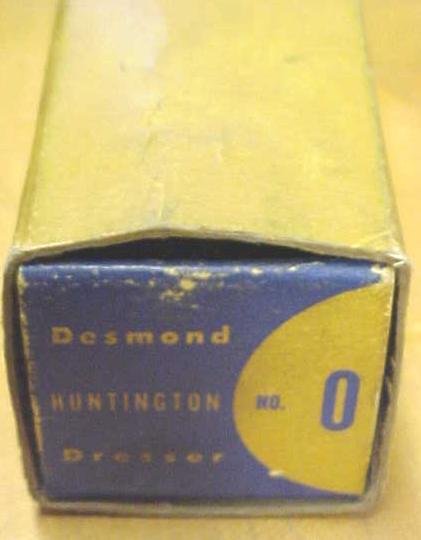 Desmond
HUNTINGTON
Dresser
NO. 0